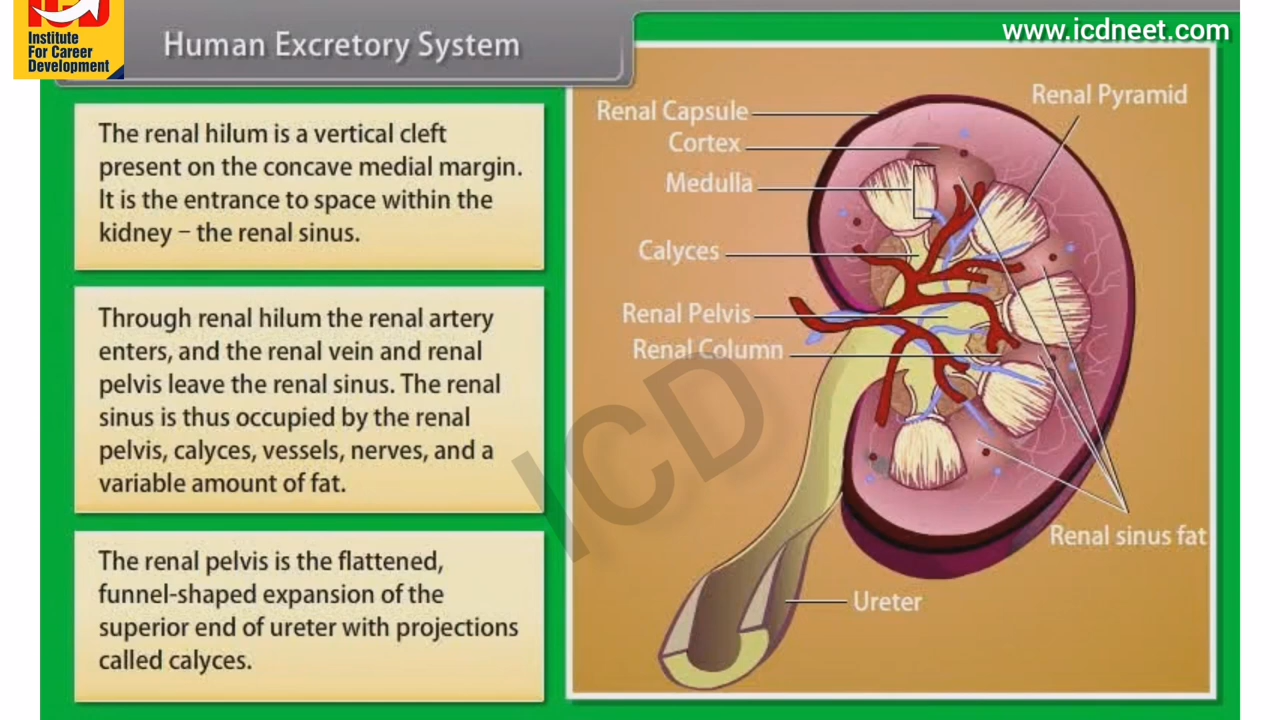 Institute
For Career
Development
Human Excretory System
www.icdneet.com
The renal hilum is a vertical cleft
present on the concave medial margin.
It is the entrance to space within the
kidney – the renal sinus.
Through renal hilum the renal artery
enters, and the renal vein and renal
pelvis leave the renal sinus. The renal
sinus is thus occupied by the renal
pelvis, calyces, vessels, nerves, and a
variable amount of fat.
The renal pelvis is the flattened,
funnel-shaped expansion of the
superior end of ureter with projections
called calyces.
Renal Capsule
Renal Pyramid
Cortex
Medulla
Calyces
Renal Pelvis
Renal Column
Renal sinus fat
Ureter
ICD